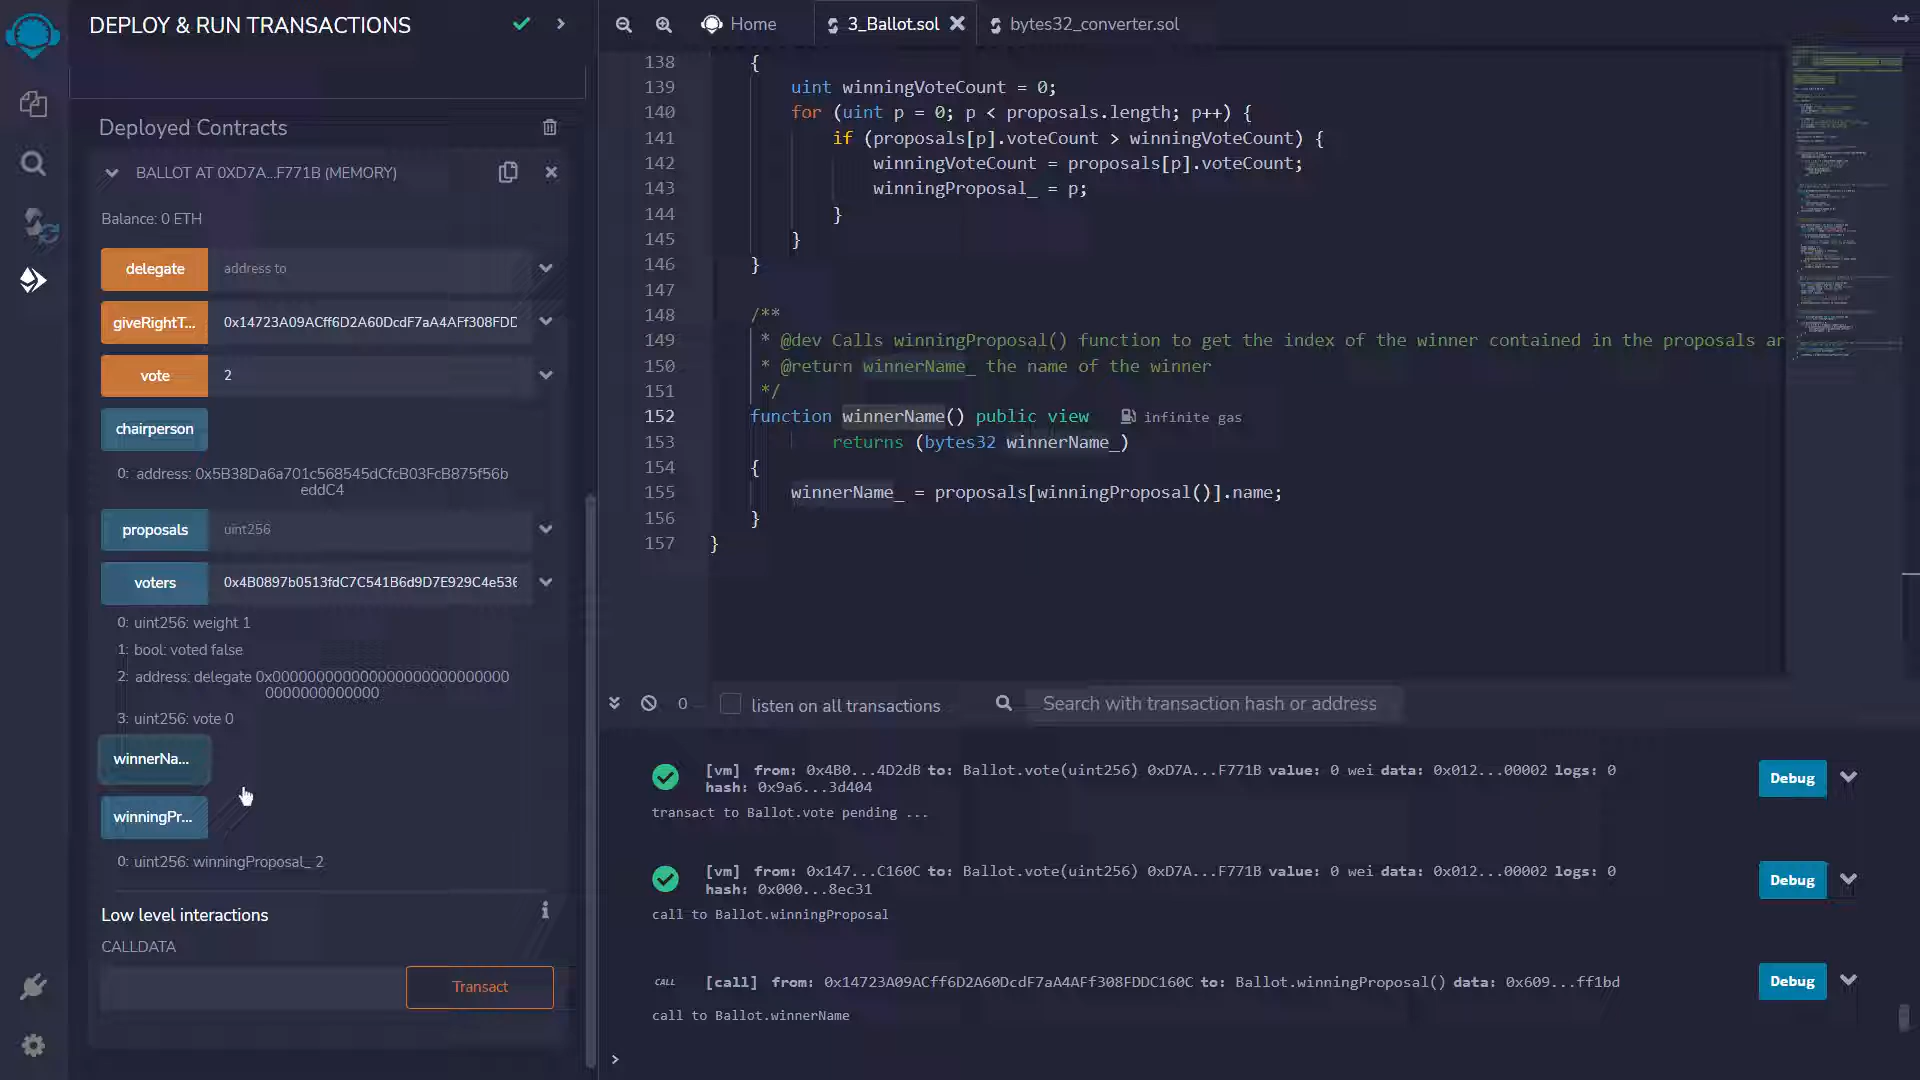 DEPLOY & RUN TRANSACTIONS
Deployed Contracts
BALLOT AT 0XD7A...F771B (MEMORY)
Balance: 0 ETH
delegate address to
giveRightT... 0x14723A09ACff6D2A60DcdF7aA4AFf308FDD
vote 2
chairperson
0: address: 0x5B38Da6a701c568545dCfcB03FcB875f56b
eddC4
proposals uint256
voters 0x4B0897b0513fdC7C541B6d9D7E929C4e536
0: uint256: weight 1
1: bool: voted false
2: address: delegate 0x0000000000000000000000000000
000000000000
3: uint256: vote 0
winnerNa...
winningPr...
0: uint256: winningProposal_ 2
Low level interactions
i
CALLDATA
Transact
Home 3_Ballot.sol bytes32_converter.sol
138 {
139 uint winningVoteCount = 0;
140 for (uint p = 0; p < proposals.length; p++) {
141 if (proposals[p].voteCount > winningVoteCount) {
142 winningVoteCount = proposals[p].voteCount;
143 winningProposal_ = p;
144 }
145 }
146 }
147
148 /**
149 * @dev Calls winningProposal() function to get the index of the winner contained in the proposals ar
150 * @return winnerName_ the name of the winner
151 */
152 function winnerName() public view infinite gas
153 returns (bytes32 winnerName_)
154 {
155 winnerName_ = proposals[winningProposal()].name;
156 }
157 }
0 listen on all transactions Search with transaction hash or address
[vm] from: 0x4B0...4D2dB to: Ballot.vote(uint256) 0xD7A...F771B value: 0 wei data: 0x012...00002 logs: 0
hash: 0x9a6...3d404
Debug
transact to Ballot.vote pending ...
[vm] from: 0x147...C160C to: Ballot.vote(uint256) 0xD7A...F771B value: 0 wei data: 0x012...00002 logs: 0
hash: 0x000...8ec31
Debug
call to Ballot.winningProposal
CALL [call] from: 0x14723A09ACff6D2A60DcdF7aA4AFf308FDDC160C to: Ballot.winningProposal() data: 0x609...ff1bd
Debug
call to Ballot.winnerName
>